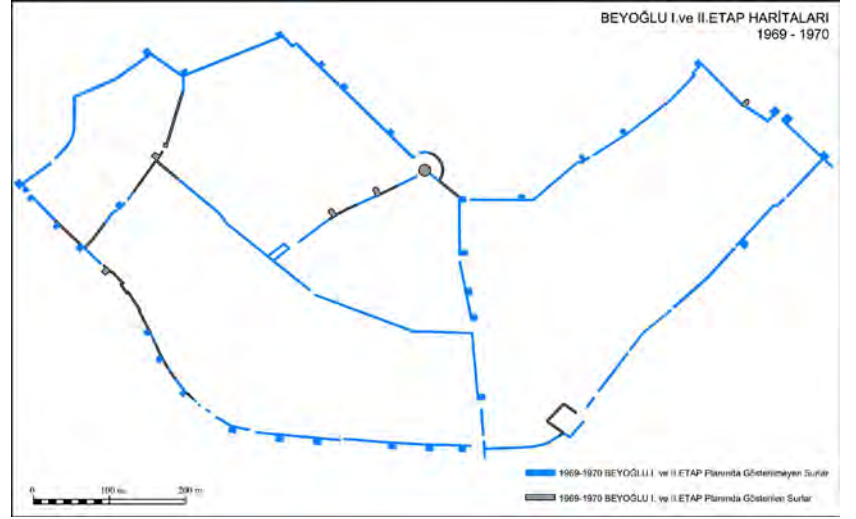 BEYOĞLU I.ve II.ETAP HARİTALARI
1969 - 1970
1969-1970 BEYOĞLU I. ve II.ETAP Planında Gösterilmeyen Surlar
1969-1970 BEYOĞLU I. ve II.ETAP Planında Gösterilen Surlar
0 100 m. 200 m.